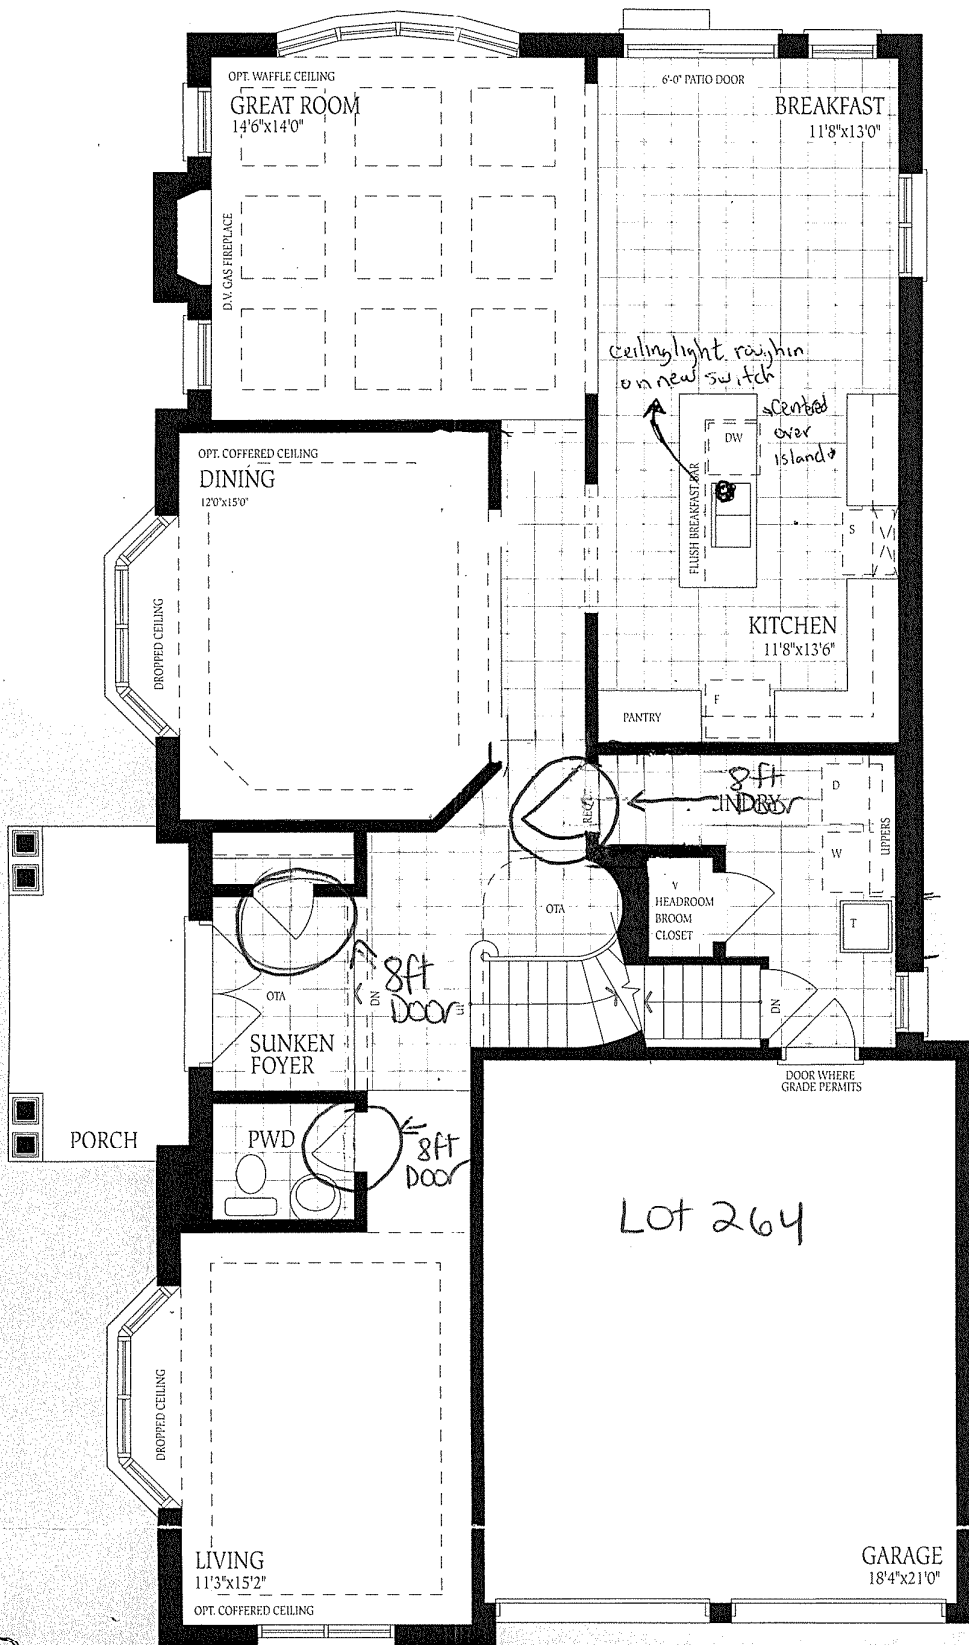 OPT. WAFFLE CEILING
GREAT ROOM
14'6"x14'0"
D.V. GAS FIREPLACE
6'-0" PATIO DOOR
BREAKFAST
11'8"x13'0"
ceiling light roughin
on new switch
Centred
over
island
DW
FLUSH BREAKFAST BAR
S
KITCHEN
11'8"x13'6"
PANTRY
F
OPT. COFFERED CEILING
DINING
12'0"x15'0"
DROPPED CEILING
8ft
Door
D
W
UPPERS
T
V
HEADROOM
BROOM
CLOSET
OTA
OTA
DN
8ft
DOOR
SUNKEN
FOYER
DN
DOOR WHERE
GRADE PERMITS
PORCH
PWD
8ft
DOOR
Lot 264
DROPPED CEILING
LIVING
11'3"x15'2"
OPT. COFFERED CEILING
GARAGE
18'4"x21'0"